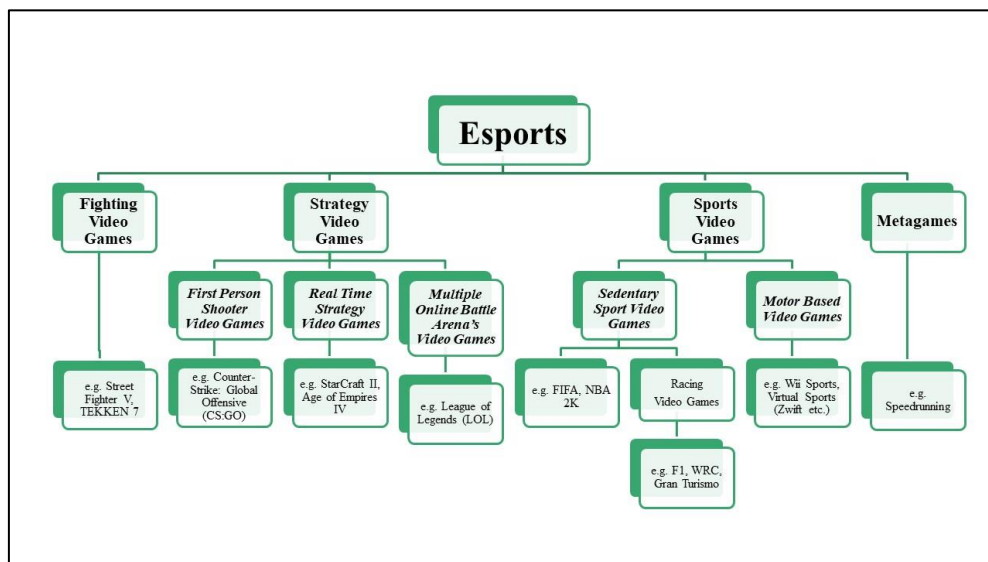 Esports
Fighting
Video
Games
Strategy
Video
Games
Sports
Video
Games
Metagames
First Person
Shooter
Video Games
Real Time
Strategy
Video Games
Multiple
Online Battle
Arena's
Video Games
Sedentary
Sport Video
Games
Motor Based
Video Games
e.g. Street
Fighter V,
TEKKEN 7
e.g. Counter-
Strike: Global
Offensive
(CS:GO)
e.g. StarCraft II,
Age of Empires
IV
e.g. League of
Legends (LOL)
e.g. FIFA, NBA
2K
Racing
Video Games
e.g. Wii Sports,
Virtual Sports
(Zwift etc.)
e.g.
Speedrunning
e.g. F1, WRC,
Gran Turismo